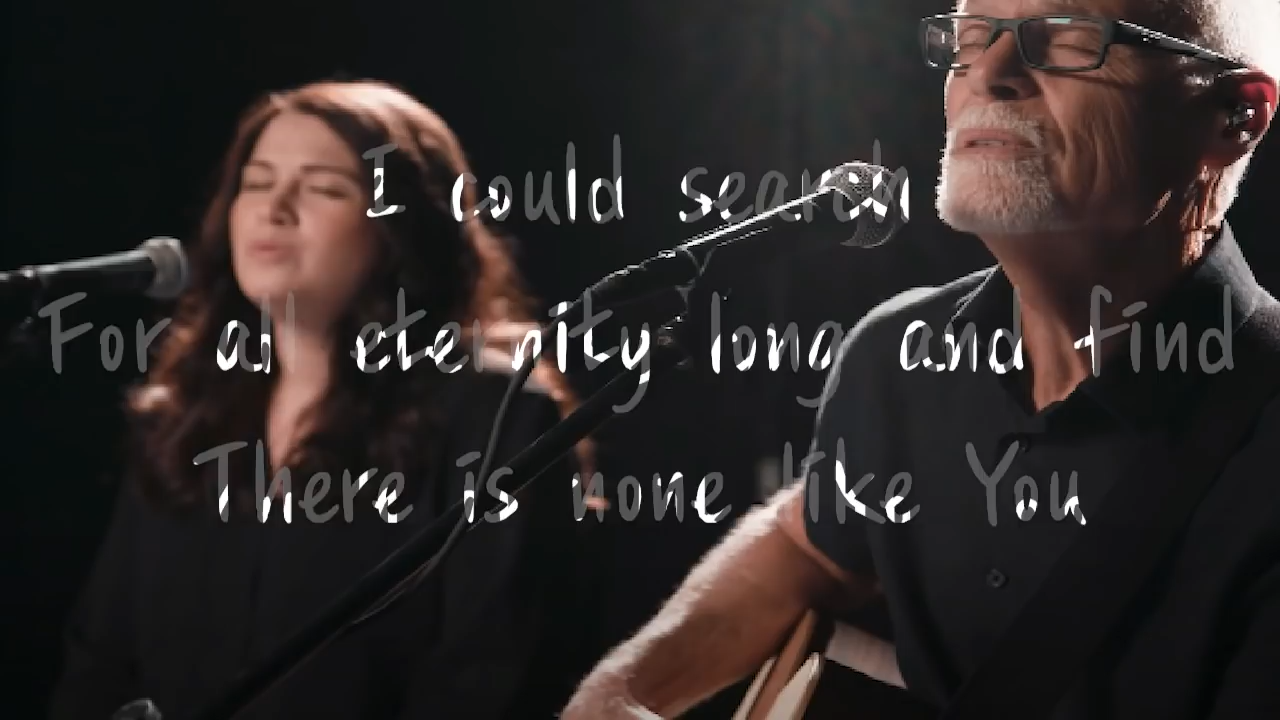 I could search
For all eternity long and find
There is none like You